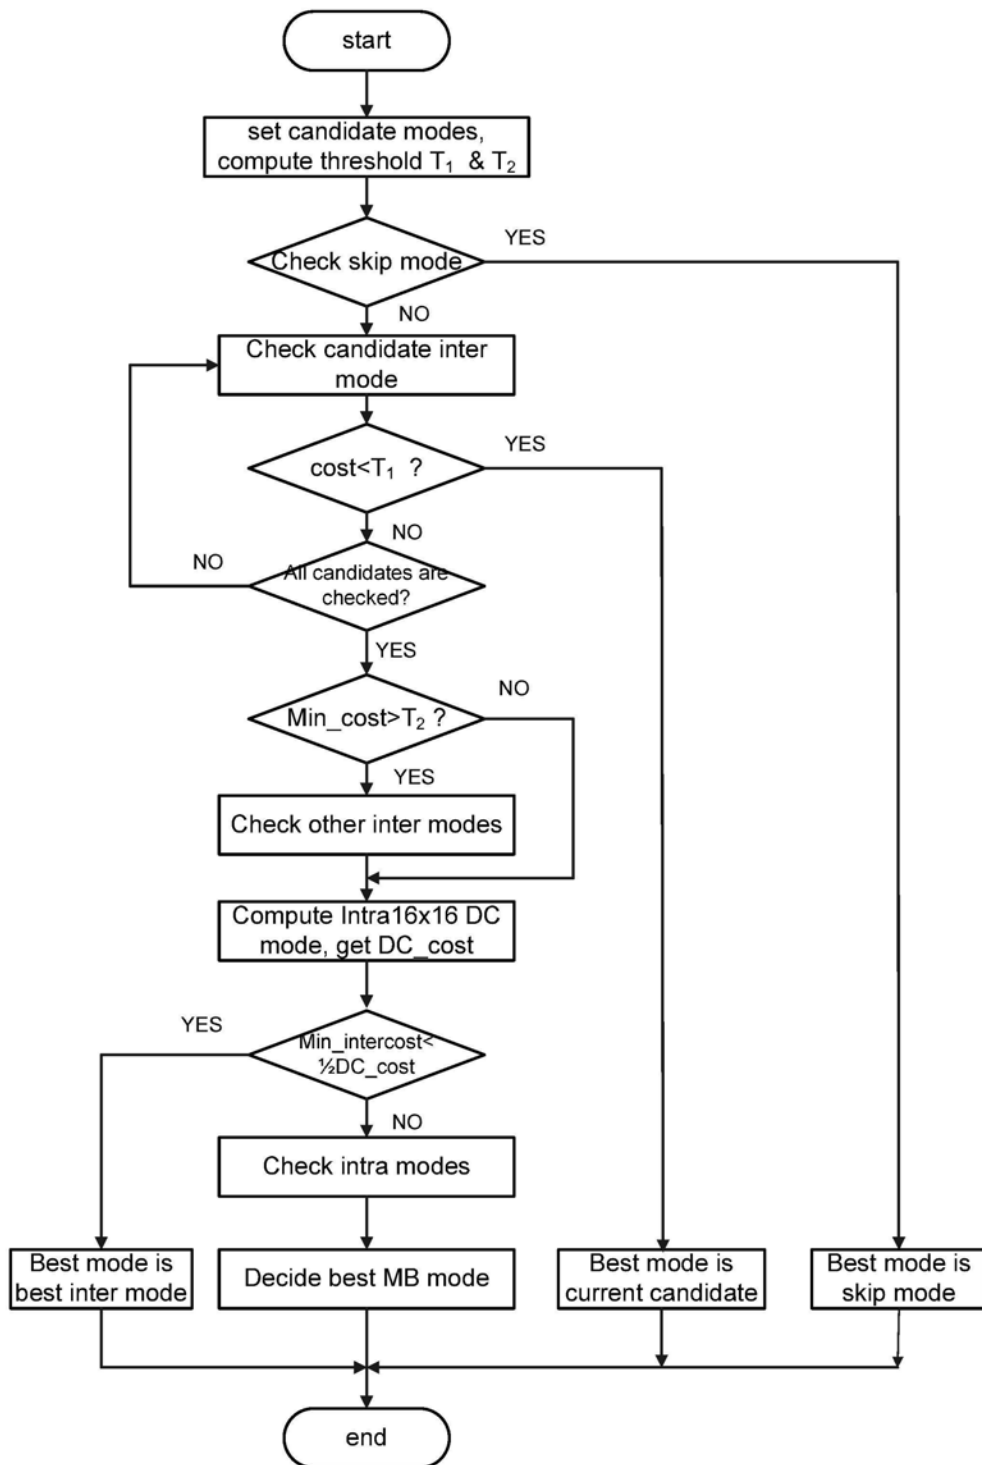 start
set candidate modes,
compute threshold T₁ & T₂
YES
Check skip mode
NO
Check candidate inter
mode
YES
cost<T₁ ?
NO
NO
All candidates are
checked?
YES
NO
Min_cost>T₂ ?
YES
Check other inter modes
Compute Intra16x16 DC
mode, get DC_cost
YES
Min_intercost<
½DC_cost
NO
Check intra modes
Best mode is
best inter mode
Decide best MB mode
Best mode is
current candidate
Best mode is
skip mode
end